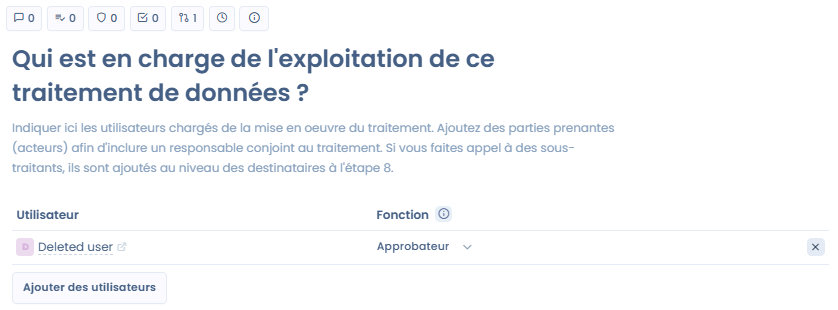 0 0 0 0 1
Qui est en charge de l'exploitation de ce
traitement de données ?
Indiquer ici les utilisateurs chargés de la mise en oeuvre du traitement. Ajoutez des parties prenantes
(acteurs) afin d'inclure un responsable conjoint au traitement. Si vous faites appel à des sous-
traitants, ils sont ajoutés au niveau des destinataires à l'étape 8.
Utilisateur Fonction
D Deleted user Approbateur
Ajouter des utilisateurs